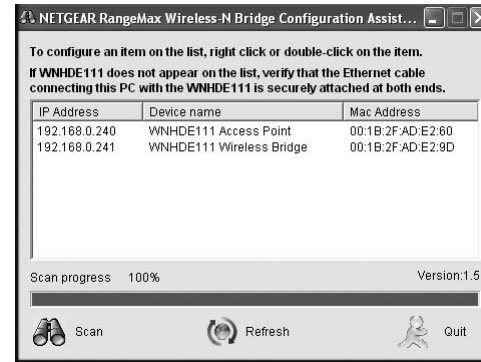 NETGEAR RangeMax Wireless-N Bridge Configuration Assist...
To configure an item on the list, right click or double-click on the item.
If WNHDE111 does not appear on the list, verify that the Ethernet cable
connecting this PC with the WNHDE111 is securely attached at both ends.
IP Address Device name Mac Address
192.168.0.240 WNHDE111 Access Point 00:1B:2F:AD:E2:60
192.168.0.241 WNHDE111 Wireless Bridge 00:1B:2F:AD:E2:9D
Scan progress 100% Version:1.5
Scan Refresh Quit